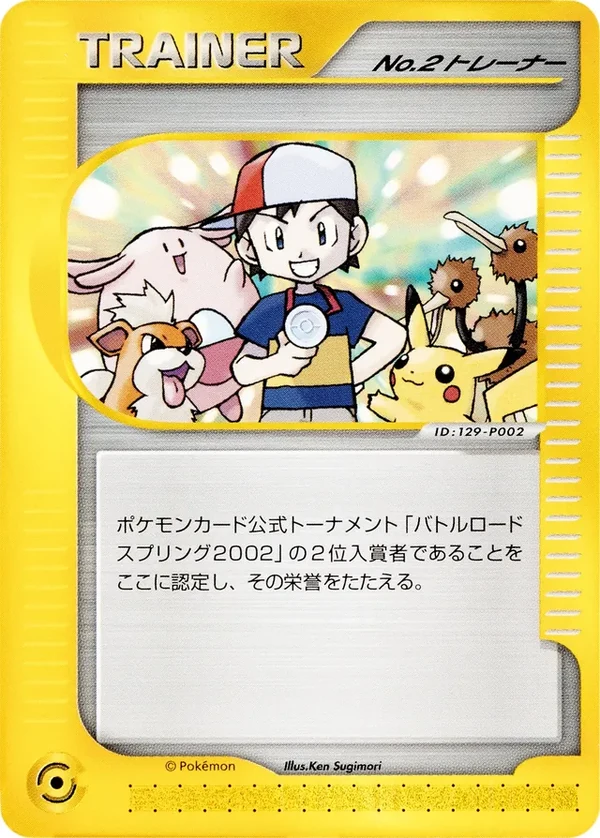 TRAINER
No.2トレーナー
ID:129-P002
ポケモンカード公式トーナメント「バトルロード
スプリング2002」の2位入賞者であることを
ここに認定し、その栄誉をたたえる。
© Pokémon
Illus.Ken Sugimori